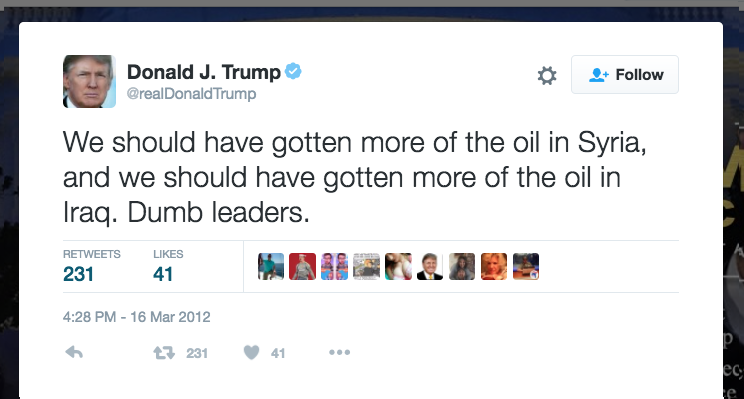 Donald J. Trump
@realDonaldTrump
Follow
We should have gotten more of the oil in Syria,
and we should have gotten more of the oil in
Iraq. Dumb leaders.
RETWEETS LIKES
231 41
4:28 PM - 16 Mar 2012
231 41